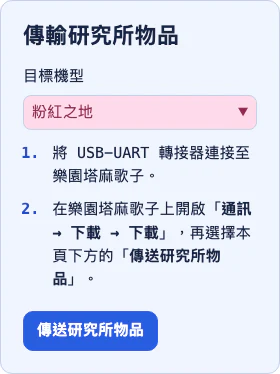 傳輸研究所物品
目標機型
粉紅之地
1. 將 USB-UART 轉接器連接至
樂園塔麻歌子。
2. 在樂園塔麻歌子上開啟「通訊
→ 下載 → 下載」，再選擇本
頁下方的「傳送研究所物
品」。
傳送研究所物品